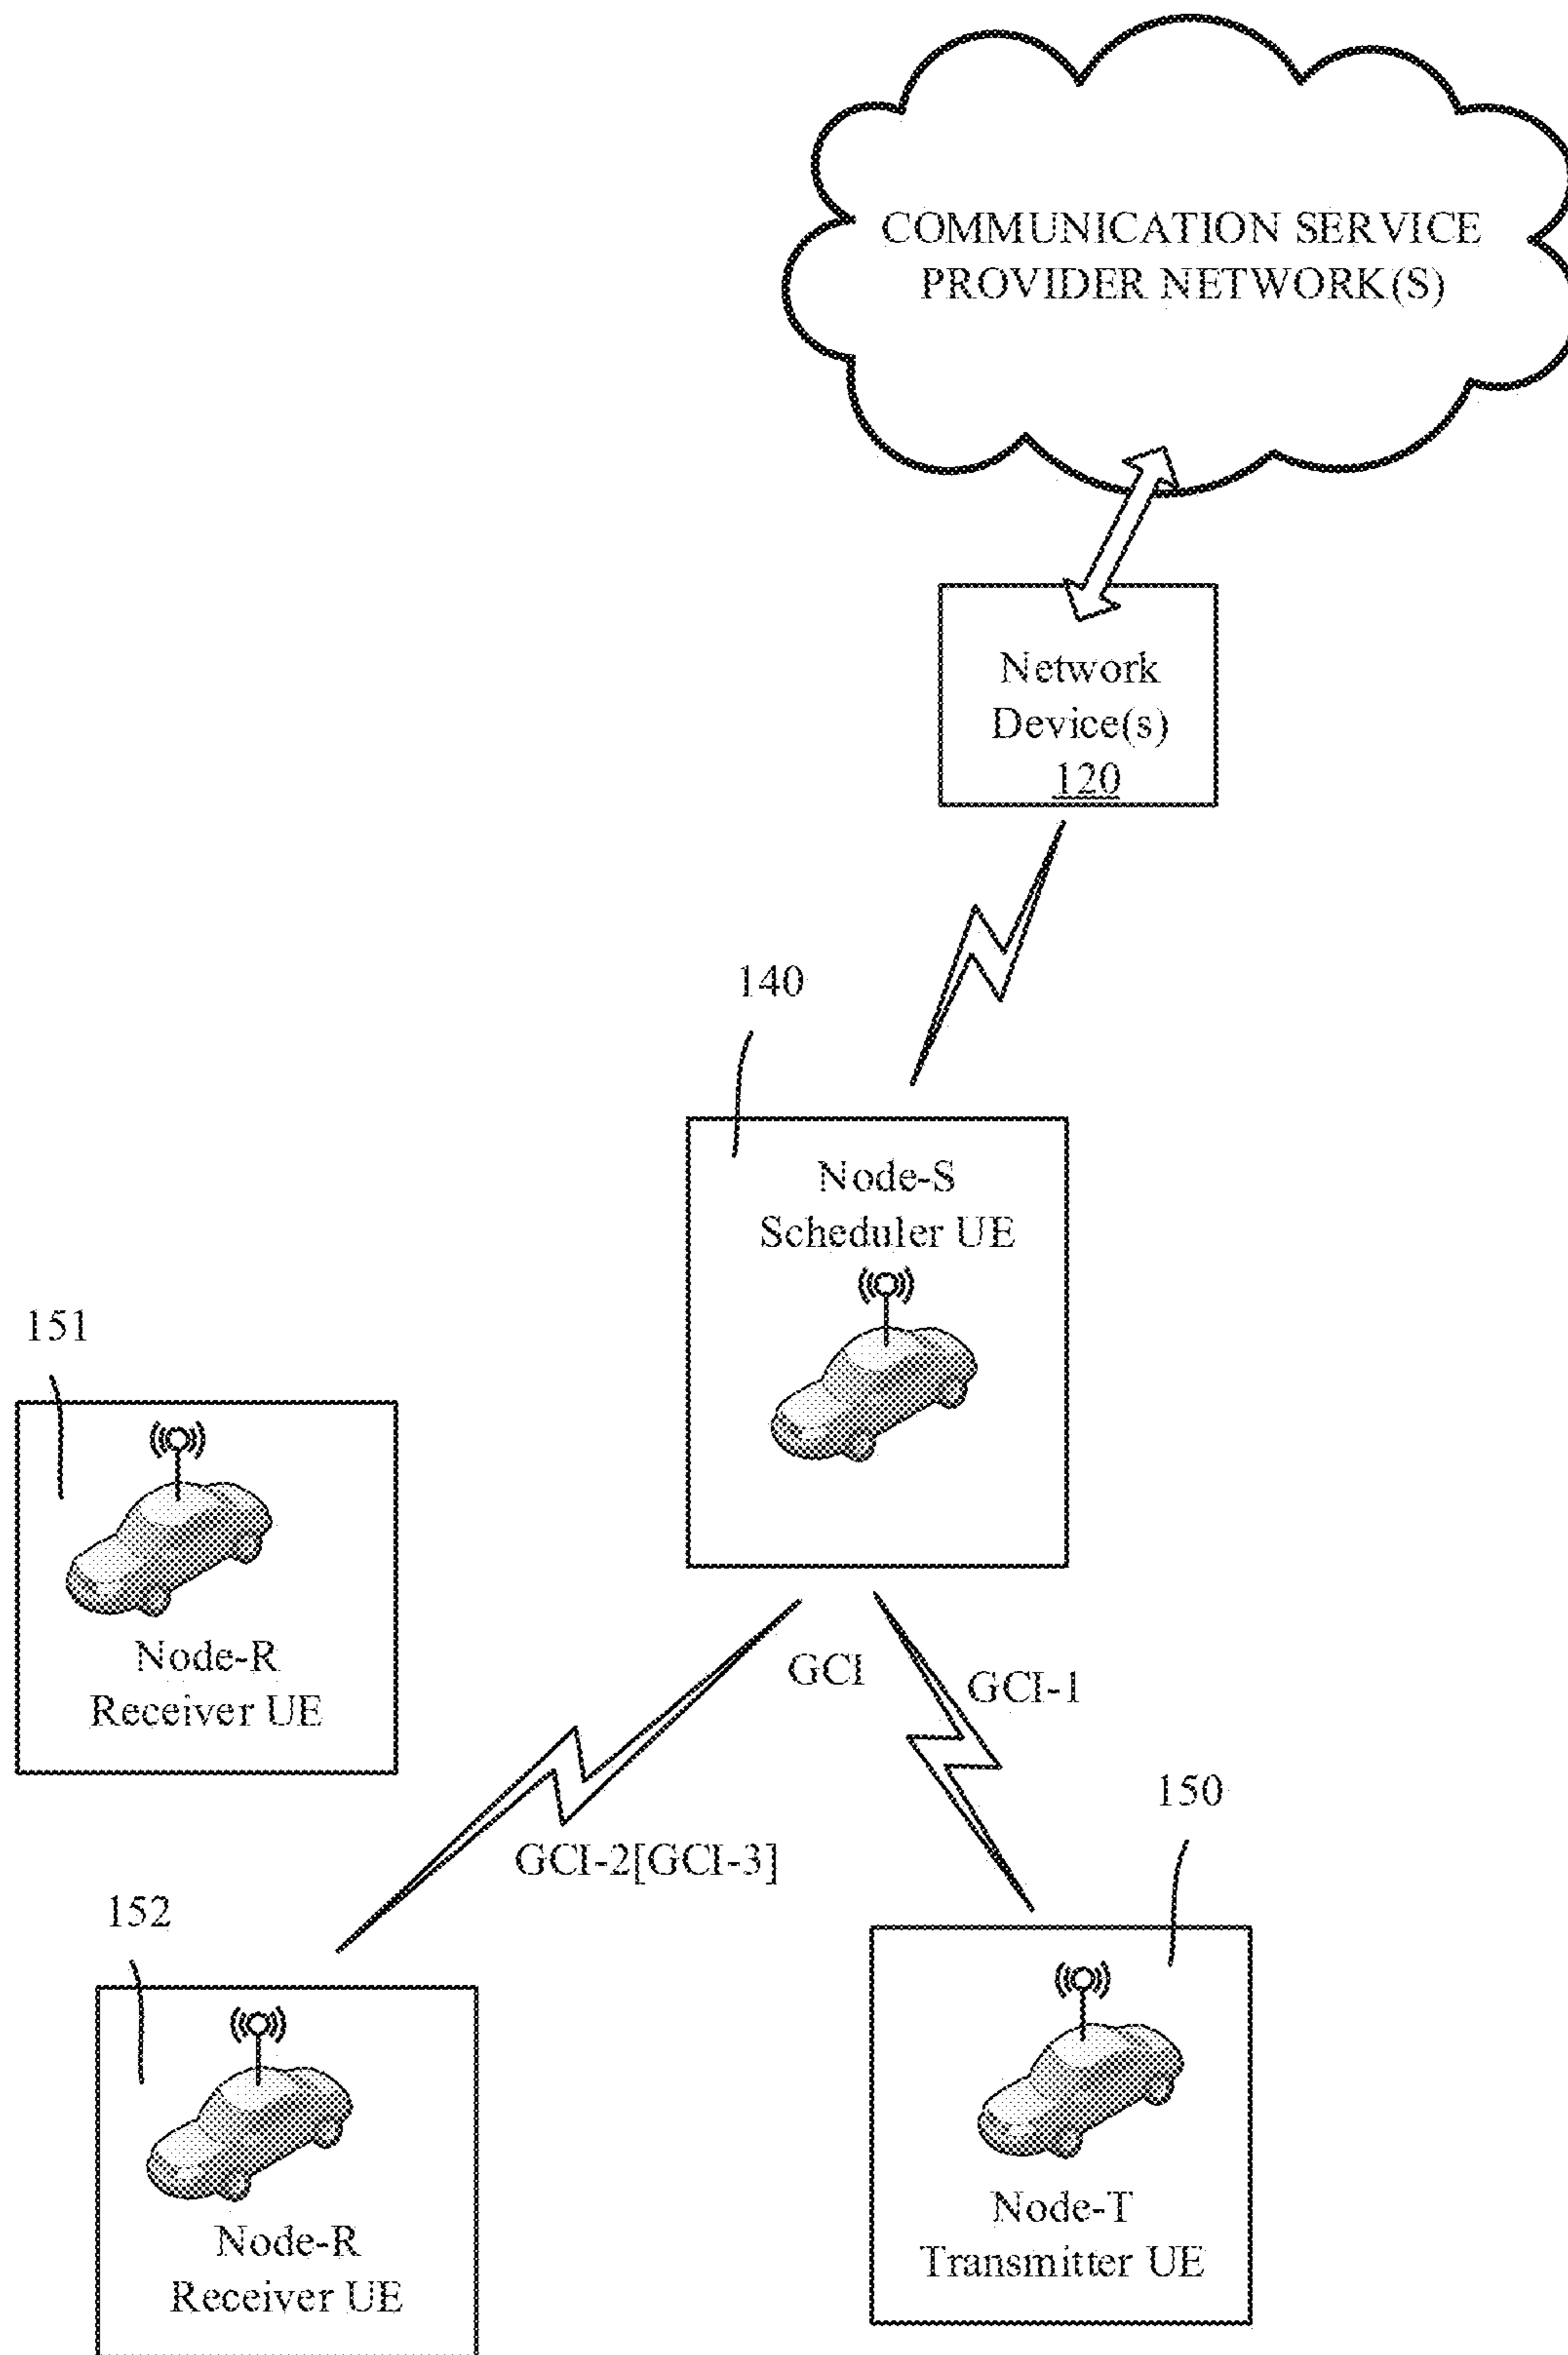 COMMUNICATION SERVICE
PROVIDER NETWORK(S)
Network
Device(s)
120
140
Node-S
Scheduler UE
151
Node-R
Receiver UE
GCI
GCI-1
GCI-2[GCI-3]
150
152
Node-R
Receiver UE
Node-T
Transmitter UE